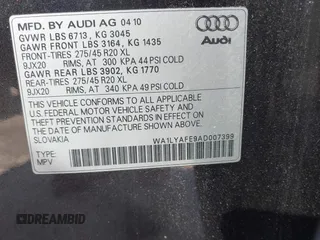 MFD. BY AUDI AG 04 10
GVWR LBS 6713, KG 3045
GAWR FRONT LBS 3164, KG 1435
FRONT-TIRES 275/45 R20 XL
9JX20 RIMS, AT 300 KPA 44 PSI COLD
GAWR REAR LBS 3902, KG 1770
REAR-TIRES 275/45 R20 XL
9JX20 RIMS, AT 340 KPA 49 PSI COLD
Audi
THIS VEHICLE CONFORMS TO ALL APPLICABLE
U.S. FEDERAL MOTOR VEHICLE SAFETY AND
THEFT PREVENTION STANDARDS IN EFFECT
ON THE DATE OF MANUFACTURE SHOWN ABOVE.
SLOVAKIA
WA1LYAFE9AD007399
TYPE:
MPV
DREAMBID